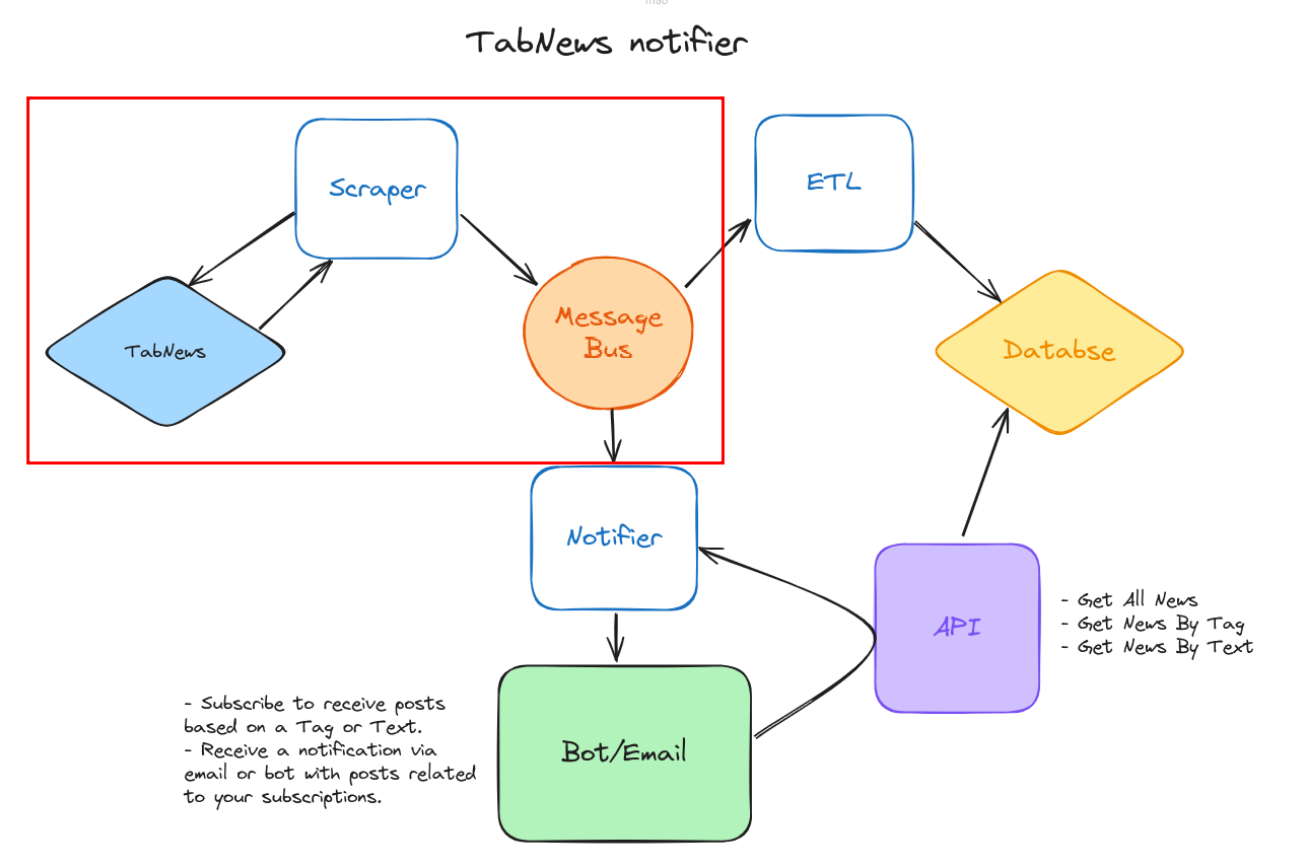 TabNews notifier
Scraper
ETL
TabNews
Message
Bus
Databse
Notifier
API
- Get All News
- Get News By Tag
- Get News By Text
- Subscribe to receive posts
based on a Tag or Text.
- Receive a notification via
email or bot with posts related
to your subscriptions.
Bot/Email